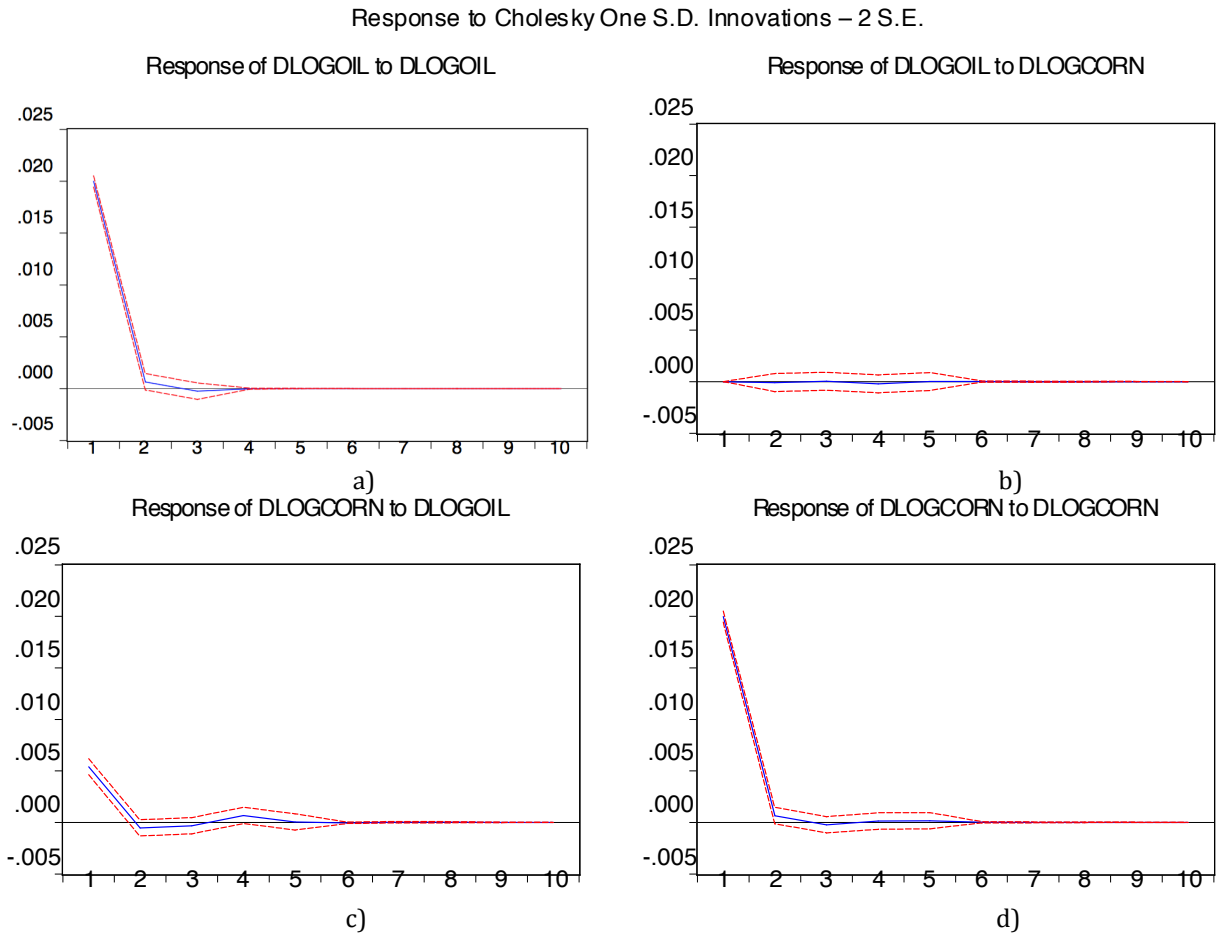 Response to Cholesky One S.D. Innovations – 2 S.E.
Response of DLOGOIL to DLOGOIL
.025
.020
.015
.010
.005
.000
-.005
1 2 3 4 5 6 7 8 9 10
a)
Response of DLOGOIL to DLOGCORN
.025
.020
.015
.010
.005
.000
-.005
1 2 3 4 5 6 7 8 9 10
b)
Response of DLOGCORN to DLOGOIL
.025
.020
.015
.010
.005
.000
-.005
1 2 3 4 5 6 7 8 9 10
c)
Response of DLOGCORN to DLOGCORN
.025
.020
.015
.010
.005
.000
-.005
1 2 3 4 5 6 7 8 9 10
d)